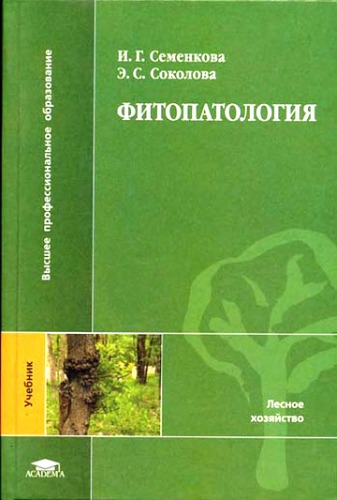 И. Г. Семенкова
Э. С. Соколова
ФИТОПАТОЛОГИЯ
Высшее профессиональное образование
Учебник
Лесное
хозяйство
ACADEMA